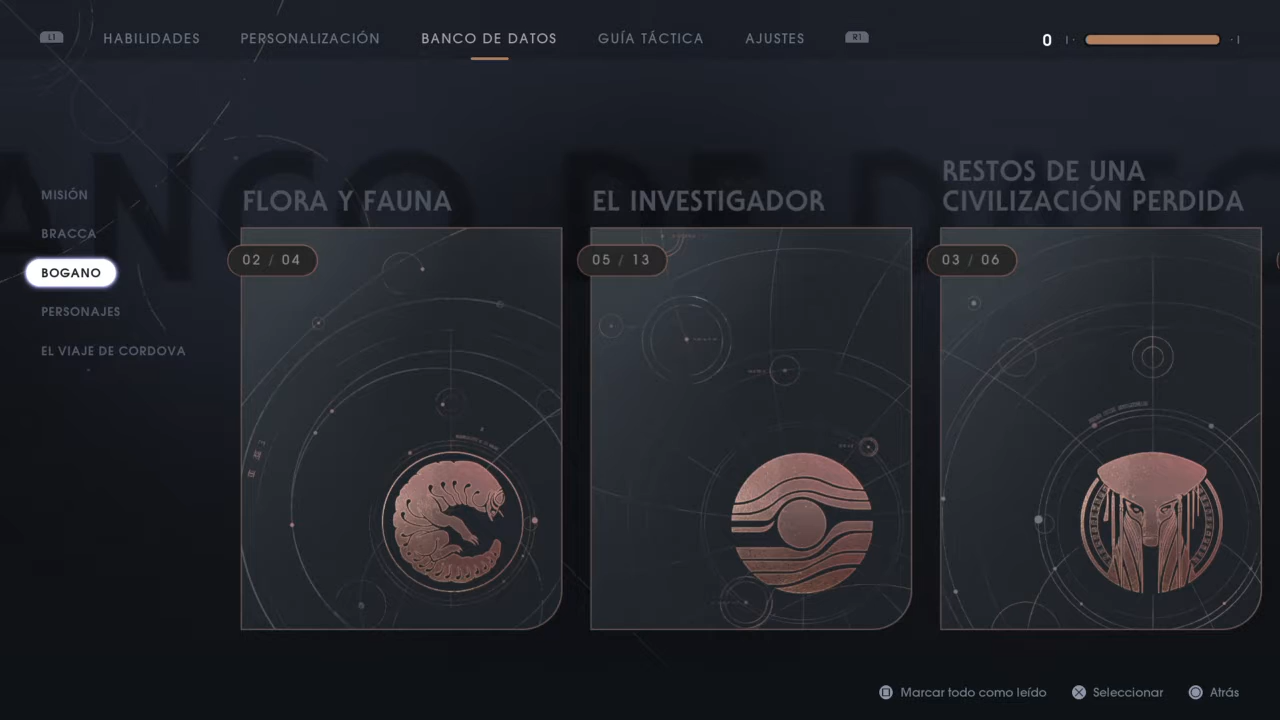 L1
HABILIDADES
PERSONALIZACIÓN
BANCO DE DATOS
GUÍA TÁCTICA
AJUSTES
R1
0
MISIÓN
BRACCA
BOGANO
PERSONAJES
EL VIAJE DE CORDOVA
FLORA Y FAUNA
02 / 04
EL INVESTIGADOR
05 / 13
RESTOS DE UNA
CIVILIZACIÓN PERDIDA
03 / 06
Marcar todo como leído
Seleccionar
Atrás